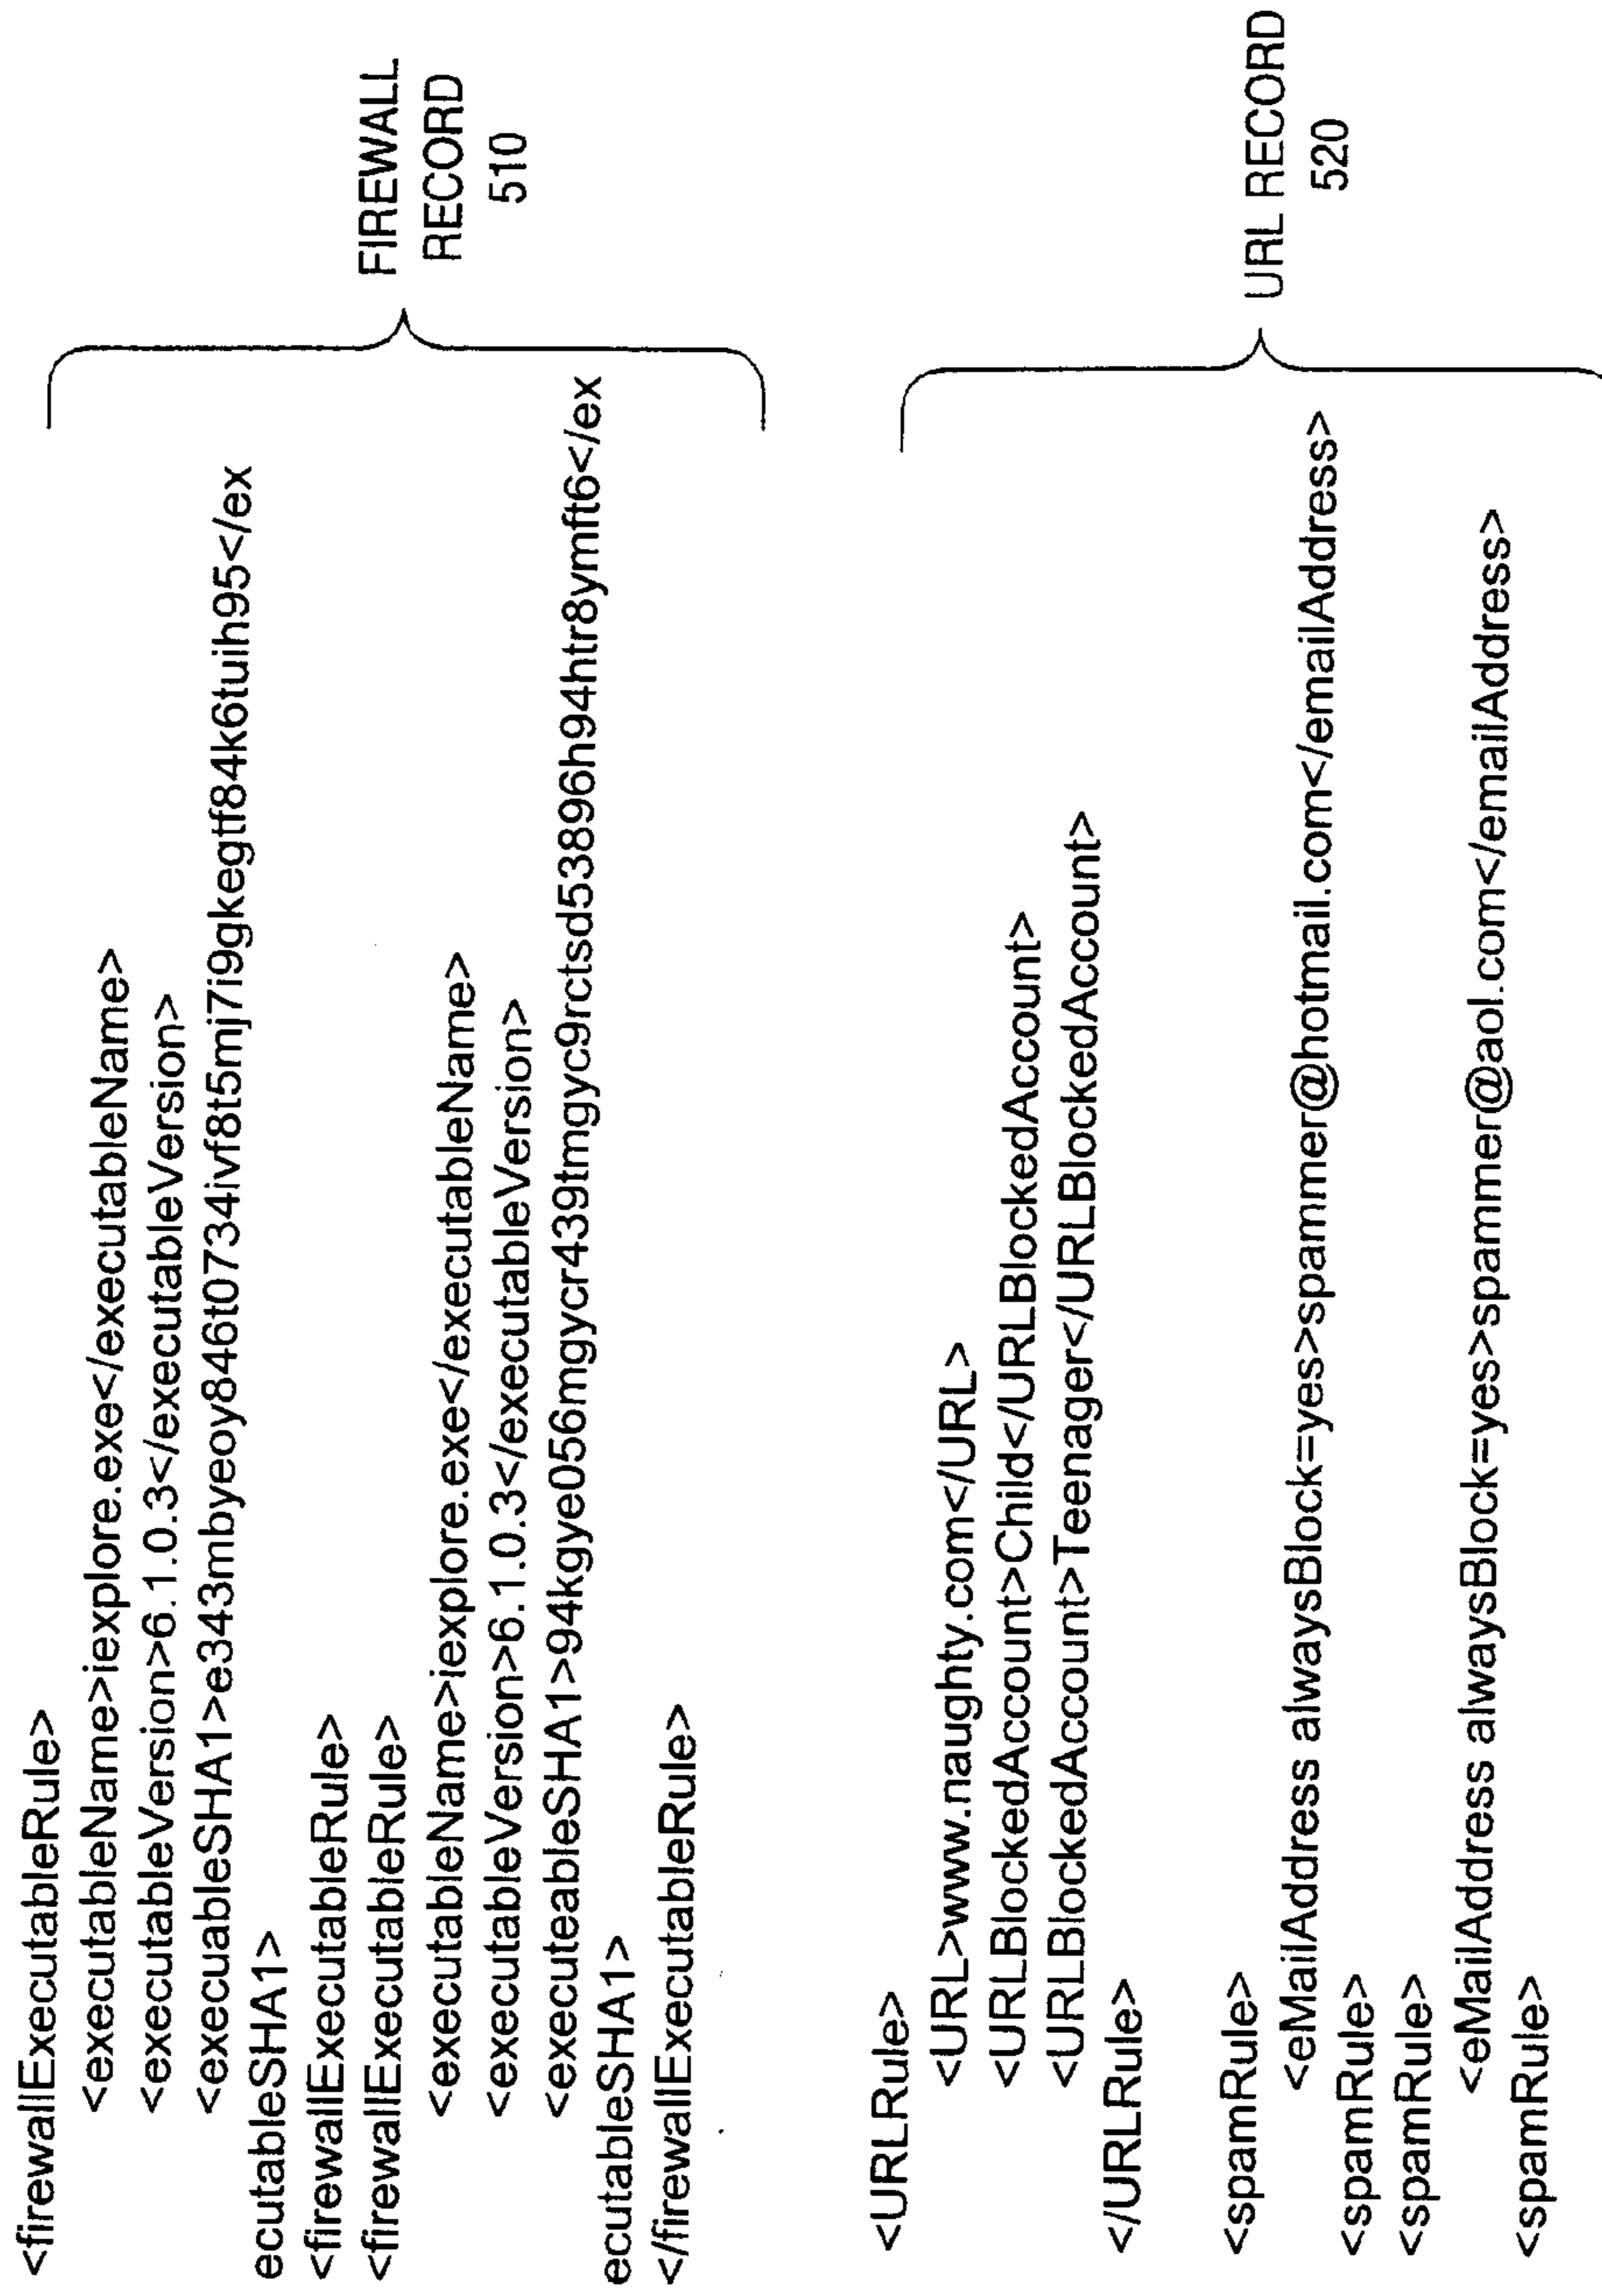 <firewallExecutableRule>
<executableName>iexplore.exe</executableName>
<executableVersion>6.1.0.3</executableVersion>
<execuableSHA1>e343mbyeoy846t0734ivf8t5mj7i9gkegtf84k6tuih95</ex
ecutableSHA1>
<firewallExecutableRule>
<firewallExecutableRule>
<executableName>iexplore.exe</executableName>
<executableVersion>6.1.0.3</executableVersion>
<executeableSHA1>94kgye056mgycr439tmgyc9rctsd53896h94htr8ymft6</ex
ecutableSHA1>
</firewallExecutableRule>
FIREWALL
RECORD
510
<URLRule>
<URL>www.naughty.com</URL>
<URLBlockedAccount>Child</URLBlockedAccount>
<URLBlockedAccount>Teenager</URLBlockedAccount>
</URLRule>
<spamRule>
<eMailAddress alwaysBlock=yes>spammer@hotmail.com</emailAddress>
<spamRule>
<spamRule>
<eMailAddress alwaysBlock=yes>spammer@aol.com</emailAddress>
<spamRule>
URL RECORD
520